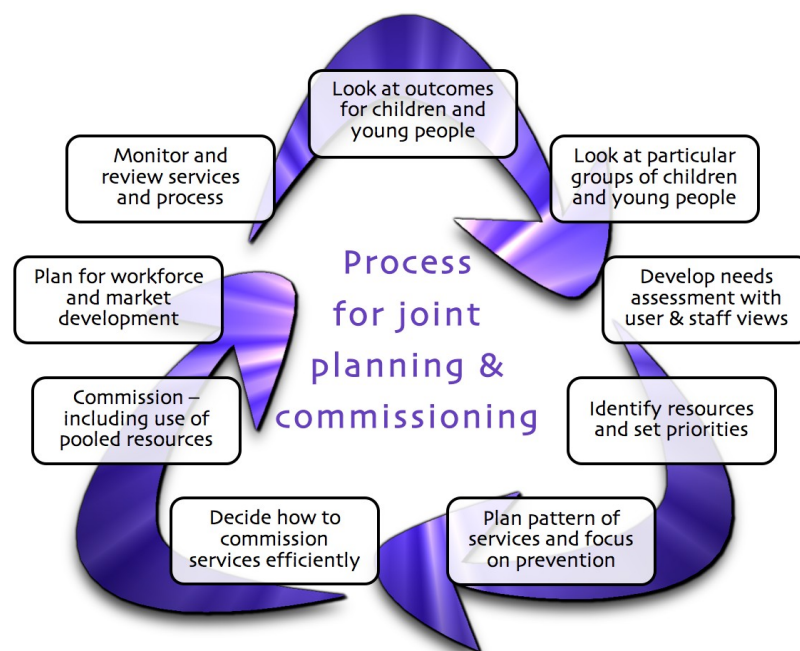 Look at outcomes
for children and
young people
Look at particular
groups of children
and young people
Develop needs
assessment with
user & staff views
Identify resources
and set priorities
Plan pattern of
services and focus
on prevention
Decide how to
commission
services efficiently
Commission –
including use of
pooled resources
Plan for workforce
and market
development
Monitor and
review services
and process
Process
for joint
planning &
commissioning